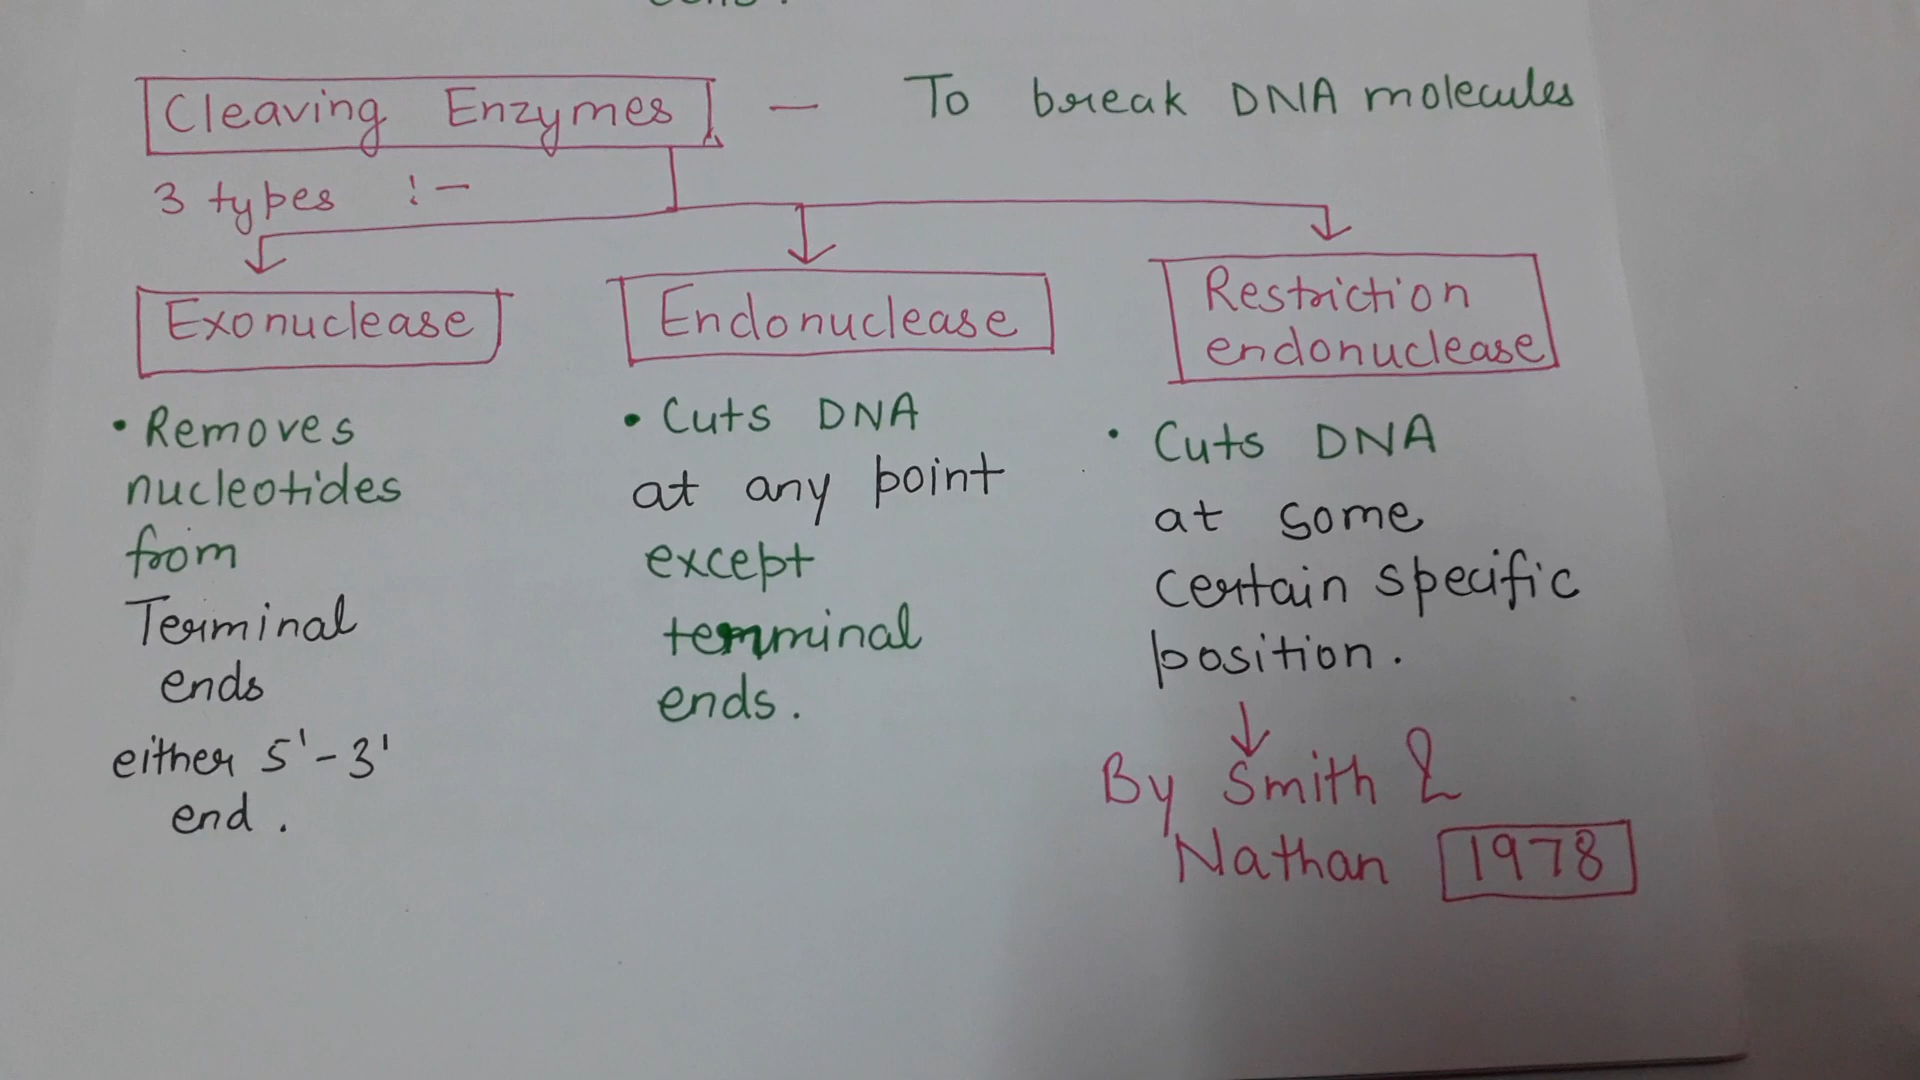 Cleaving Enzymes - To break DNA molecules
3 types :-
Exonuclease
• Removes
nucleotides
from
Terminal
ends
either 5'-3'
end.
Endonuclease
• Cuts DNA
at any point
except
terminal
ends.
Restriction
endonuclease
• Cuts DNA
at some
certain specific
position.
By Smith &
Nathan 1978